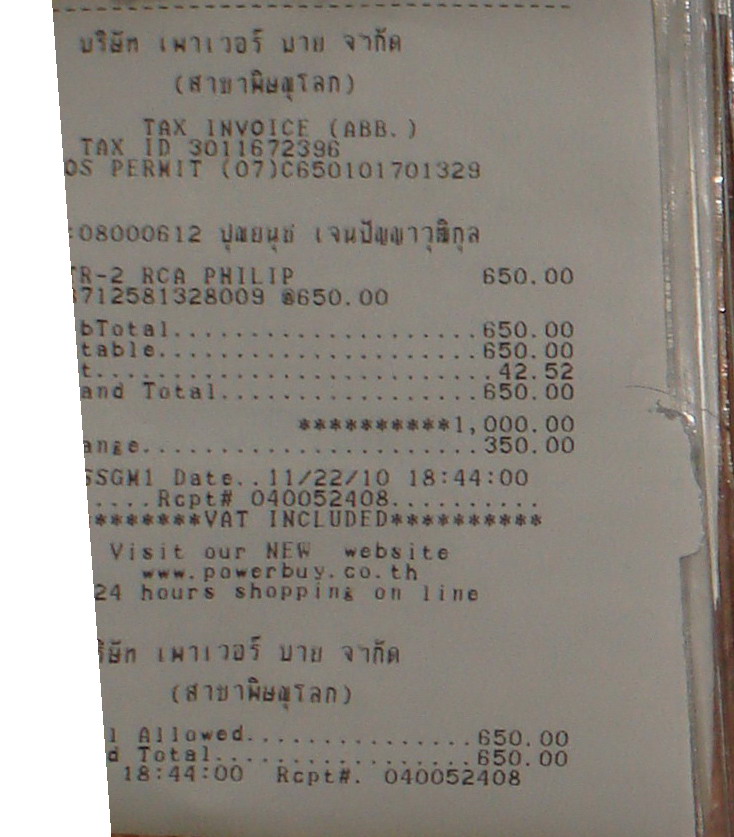 บริษัท เพาเวอร์ บาย จำกัด
(สาขาพิษณุโลก)
TAX INVOICE (ABB.)
TAX ID 3011672396
OS PERMIT (07)C650101701329
:08000612 ปุณยนุช เจนปัญญาวุฒิกุล
TR-2 RCA PHILIP 650.00
8712581328009 @650.00
bTotal....................650.00
table.....................650.00
t.........................42.52
and Total.................650.00
**********1,000.00
ange......................350.00
SSGM1 Date..11/22/10 18:44:00
....Rcpt# 040052408..........
*******VAT INCLUDED**********
Visit our NEW website
www.powerbuy.co.th
24 hours shopping on line
ริษัท เพาเวอร์ บาย จำกัด
(สาขาพิษณุโลก)
l Allowed................650.00
d Total..................650.00
18:44:00 Rcpt#. 040052408